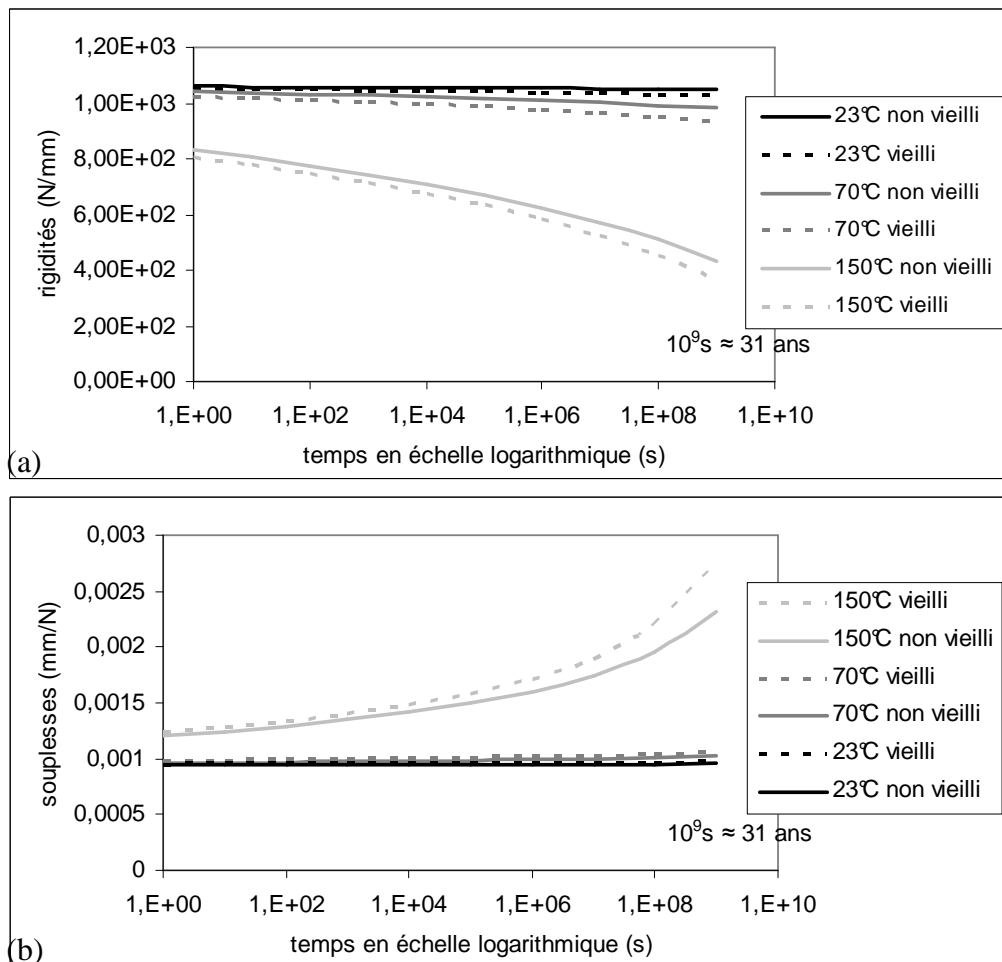 1,20E+03
1,00E+03
8,00E+02
6,00E+02
4,00E+02
2,00E+02
0,00E+00
rigidités (N/mm)
1,E+00 1,E+02 1,E+04 1,E+06 1,E+08 1,E+10
temps en échelle logarithmique (s)
23°C non vieilli
23°C vieilli
70°C non vieilli
70°C vieilli
150°C non vieilli
150°C vieilli
10⁹s ≈ 31 ans
(a)
0,003
0,0025
0,002
0,0015
0,001
0,0005
0
souplesses (mm/N)
1,E+00 1,E+02 1,E+04 1,E+06 1,E+08 1,E+10
temps en échelle logarithmique (s)
150°C vieilli
150°C non vieilli
70°C vieilli
70°C non vieilli
23°C vieilli
23°C non vieilli
10⁹s ≈ 31 ans
(b)